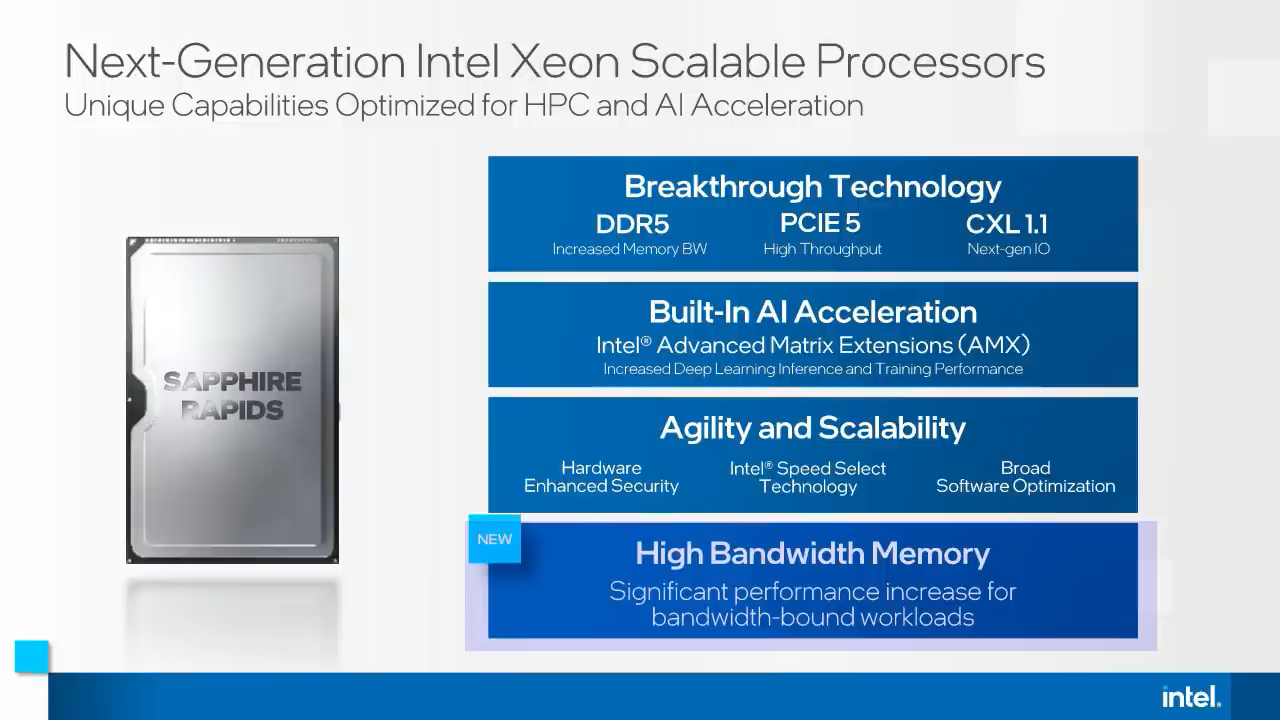 Next-Generation Intel Xeon Scalable Processors
Unique Capabilities Optimized for HPC and AI Acceleration
SAPPHIRE
RAPIDS
Breakthrough Technology
DDR5 PCIE 5 CXL 1.1
Increased Memory BW High Throughput Next-gen IO
Built-In AI Acceleration
Intel® Advanced Matrix Extensions (AMX)
Increased Deep Learning Inference and Training Performance
Agility and Scalability
Hardware Intel® Speed Select Broad
Enhanced Security Technology Software Optimization
NEW
High Bandwidth Memory
Significant performance increase for
bandwidth-bound workloads
intel.